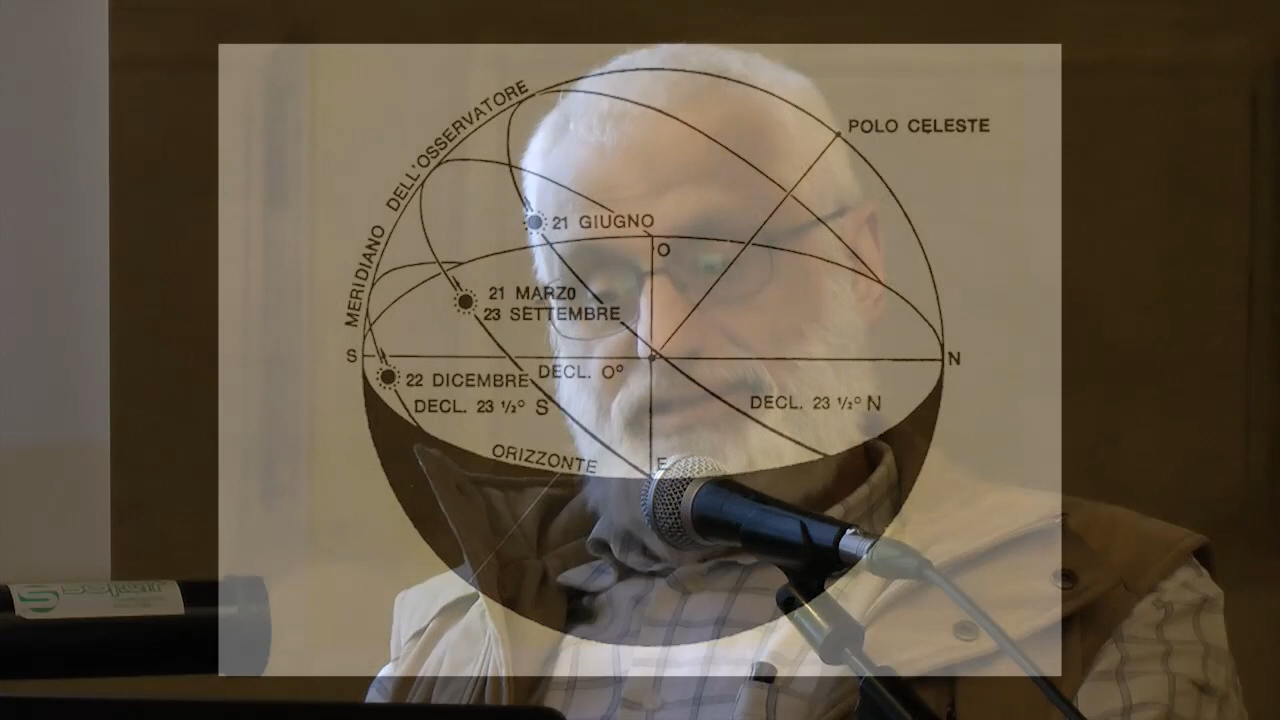 MERIDIANO DELL'OSSERVATORE
POLO CELESTE
21 GIUGNO
O
21 MARZO
23 SETTEMBRE
S
N
22 DICEMBRE
DECL. 0°
DECL. 23 ½° S
DECL. 23 ½° N
ORIZZONTE
E